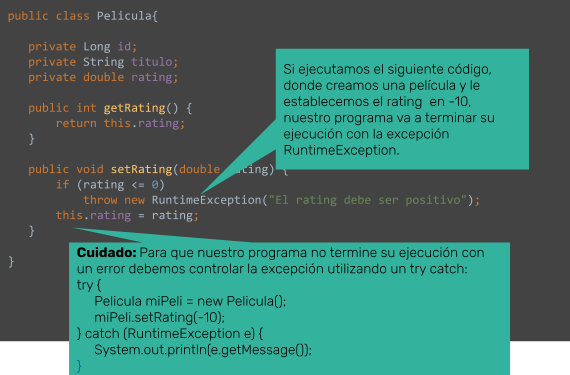 public class Pelicula{
private Long id;
private String titulo;
private double rating;
public int getRating() {
return this.rating;
}
public void setRating(double rating) {
if (rating <= 0)
throw new RuntimeException("El rating debe ser positivo");
this.rating = rating;
}
}
Si ejecutamos el siguiente código,
donde creamos una película y le
establecemos el rating en -10,
nuestro programa va a terminar su
ejecución con la excepción
RuntimeException.
Cuidado: Para que nuestro programa no termine su ejecución con
un error debemos controlar la excepción utilizando un try catch:
try {
Pelicula miPeli = new Pelicula();
miPeli.setRating(-10);
} catch (RuntimeException e) {
System.out.println(e.getMessage());
}